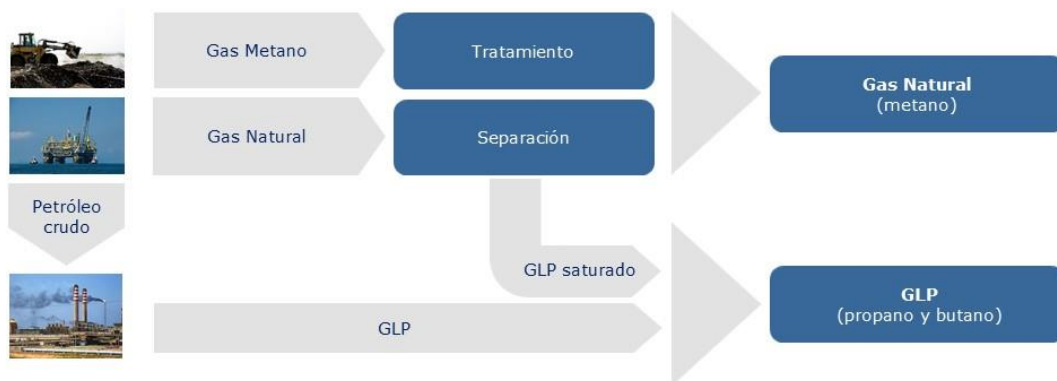 Gas Metano
Tratamiento
Gas Natural
(metano)
Gas Natural
Separación
Petróleo
crudo
GLP saturado
GLP
(propano y butano)
GLP